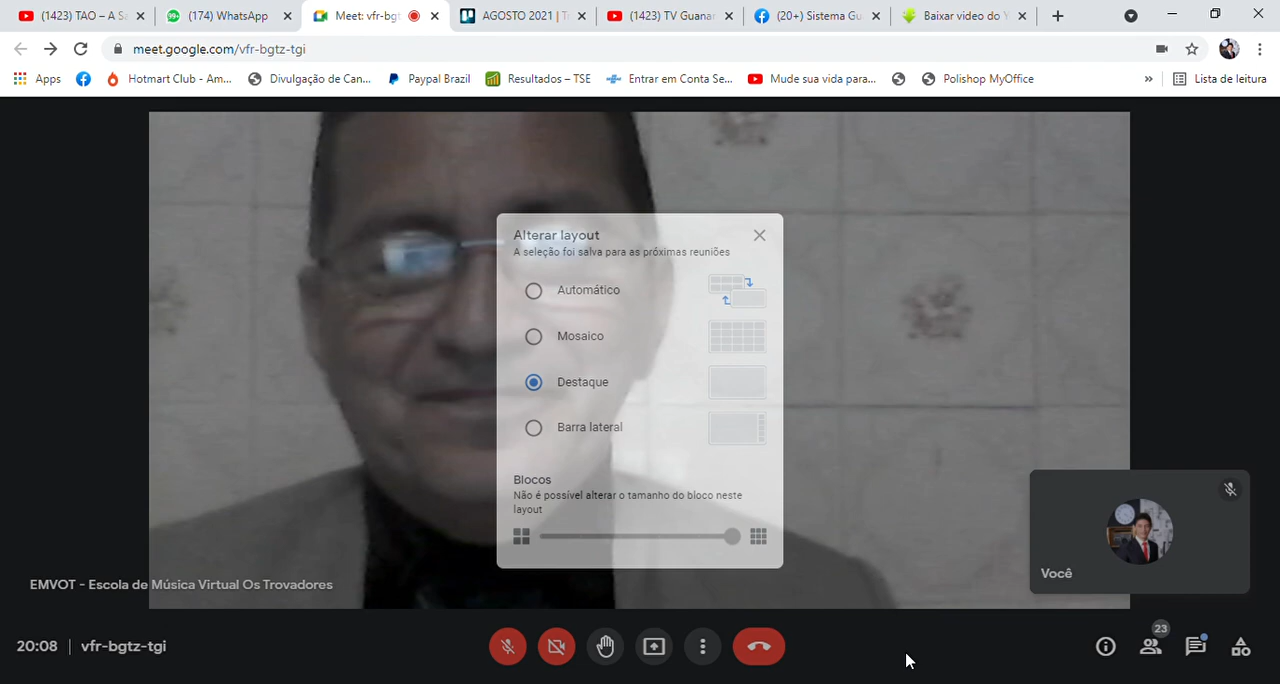 (1423) TAO – A Sa
(174) WhatsApp
Meet: vfr-bgt
AGOSTO 2021 | T
(1423) TV Guanar
(20+) Sistema Gu
Baixar video do Y
meet.google.com/vfr-bgtz-tgi
Apps
Hotmart Club - Am...
Divulgação de Can...
Paypal Brazil
Resultados – TSE
Entrar em Conta Se...
Mude sua vida para...
Polishop MyOffice
»
Lista de leitura
Alterar layout
A seleção foi salva para as próximas reuniões
Automático
Mosaico
Destaque
Barra lateral
Blocos
Não é possível alterar o tamanho do bloco neste
layout
Você
EMVOT - Escola de Música Virtual Os Trovadores
20:08 | vfr-bgtz-tgi
23